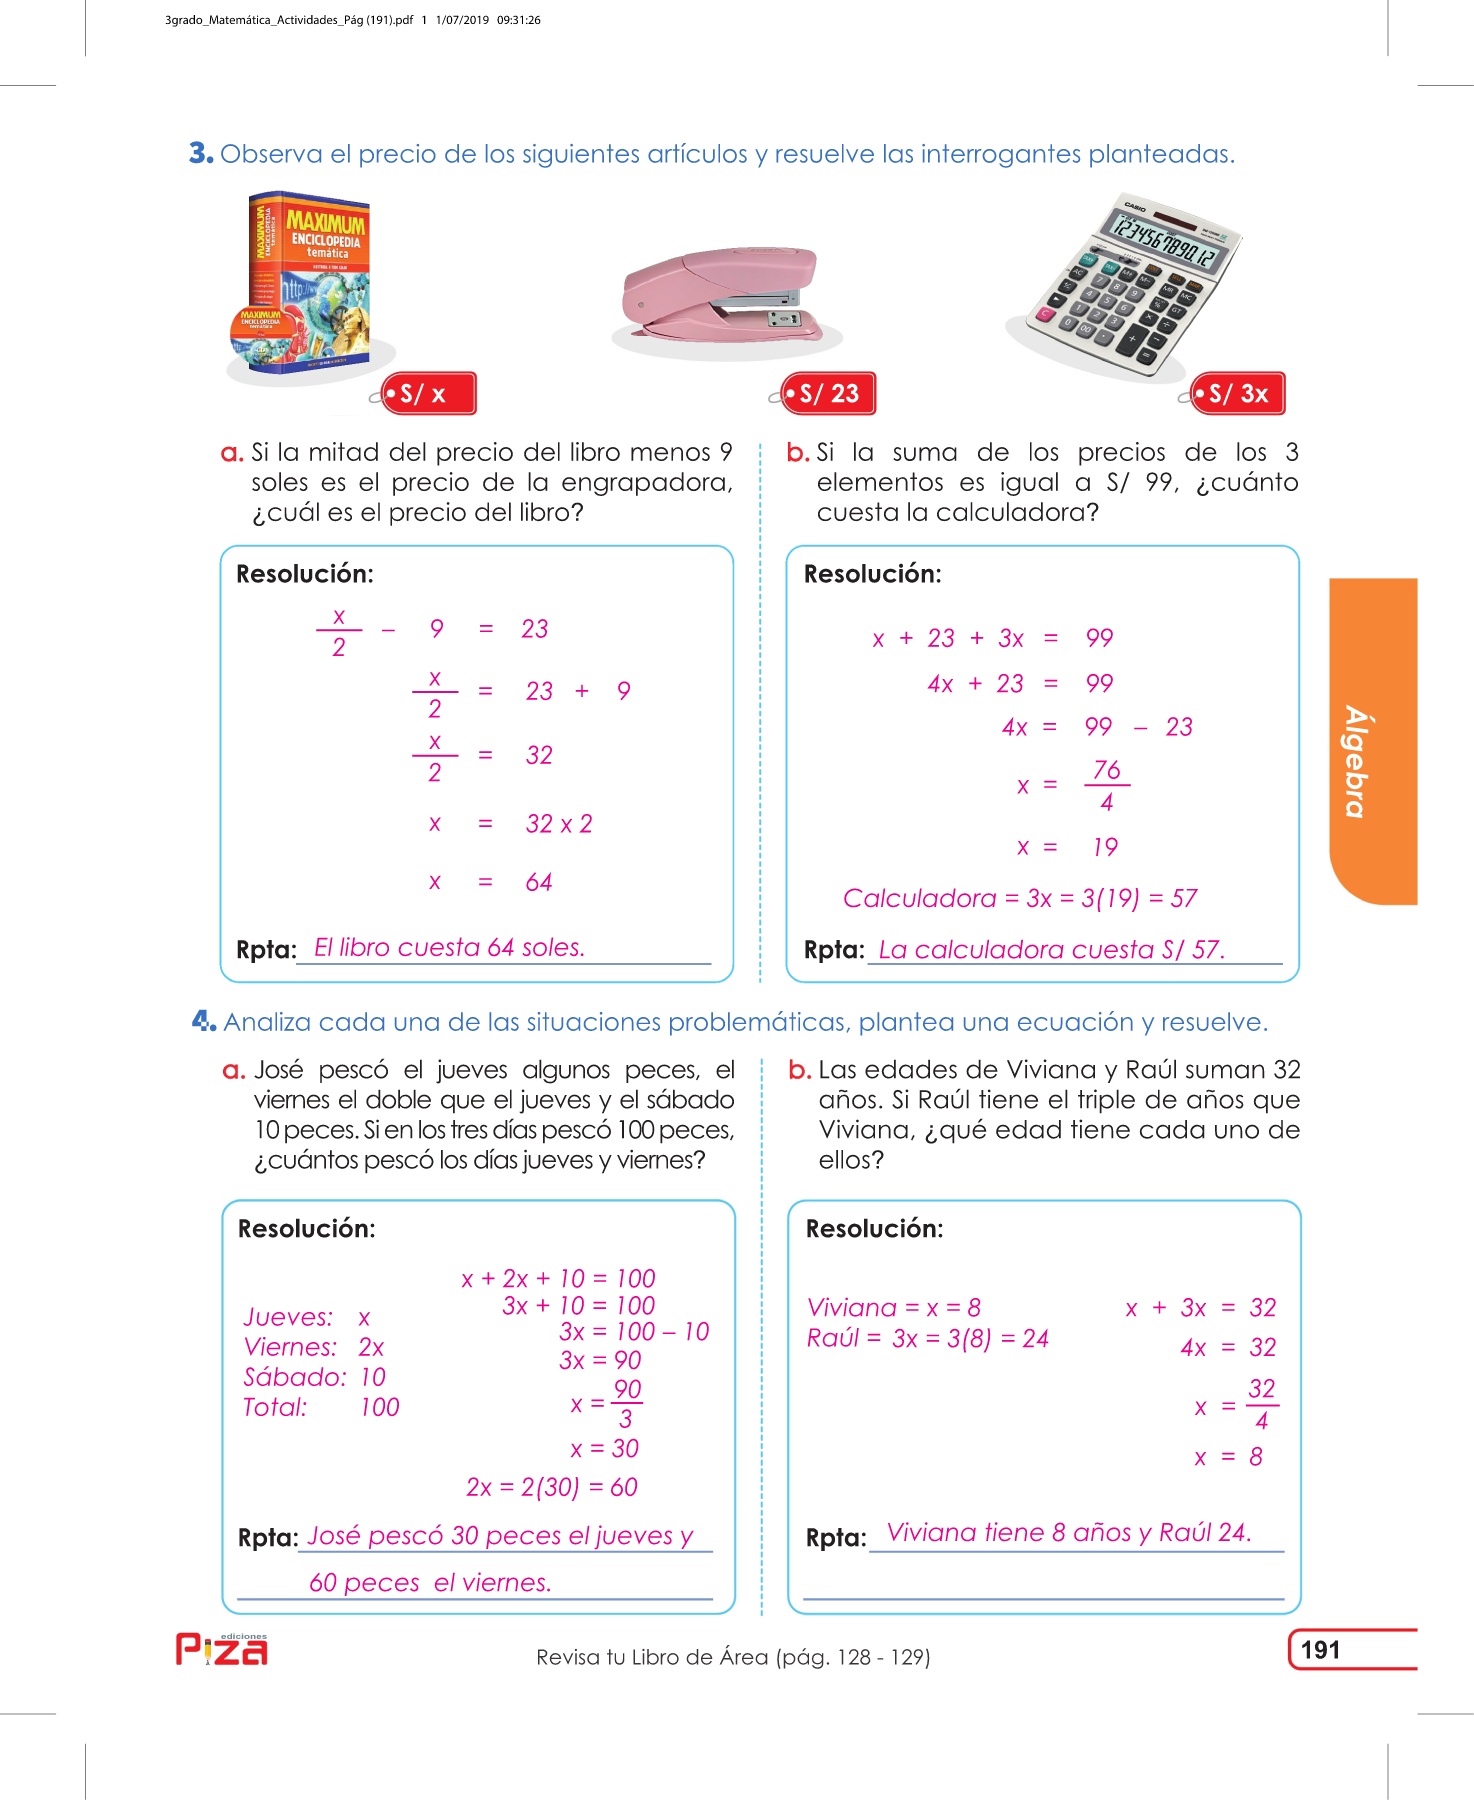 3grado_Matemática_Actividades_Pág (191).pdf 1 1/07/2019 09:31:26
3. Observa el precio de los siguientes artículos y resuelve las interrogantes planteadas.
MAXIMUM
ENCICLOPEDIA
temática
MAXIMUM
ENCICLOPEDIA
temática
http://w
MAXIMUM
ENCICLOPEDIA
CASIO
1234567890.12
S/ x
S/ 23
S/ 3x
a. Si la mitad del precio del libro menos 9
soles es el precio de la engrapadora,
¿cuál es el precio del libro?
Resolución:
x/2 – 9 = 23
x/2 = 23 + 9
x/2 = 32
x = 32 x 2
x = 64
Rpta: El libro cuesta 64 soles.
b. Si la suma de los precios de los 3
elementos es igual a S/ 99, ¿cuánto
cuesta la calculadora?
Resolución:
x + 23 + 3x = 99
4x + 23 = 99
4x = 99 – 23
x = 76/4
x = 19
Calculadora = 3x = 3(19) = 57
Rpta: La calculadora cuesta S/ 57.
Álgebra
4. Analiza cada una de las situaciones problemáticas, plantea una ecuación y resuelve.
a. José pescó el jueves algunos peces, el
viernes el doble que el jueves y el sábado
10 peces. Si en los tres días pescó 100 peces,
¿cuántos pescó los días jueves y viernes?
Resolución:
Jueves: x
Viernes: 2x
Sábado: 10
Total: 100
x + 2x + 10 = 100
3x + 10 = 100
3x = 100 – 10
3x = 90
x = 90/3
x = 30
2x = 2(30) = 60
Rpta: José pescó 30 peces el jueves y
60 peces el viernes.
b. Las edades de Viviana y Raúl suman 32
años. Si Raúl tiene el triple de años que
Viviana, ¿qué edad tiene cada uno de
ellos?
Resolución:
Viviana = x = 8
Raúl = 3x = 3(8) = 24
x + 3x = 32
4x = 32
x = 32/4
x = 8
Rpta: Viviana tiene 8 años y Raúl 24.
ediciones
Piza
Revisa tu Libro de Área (pág. 128 - 129)
191